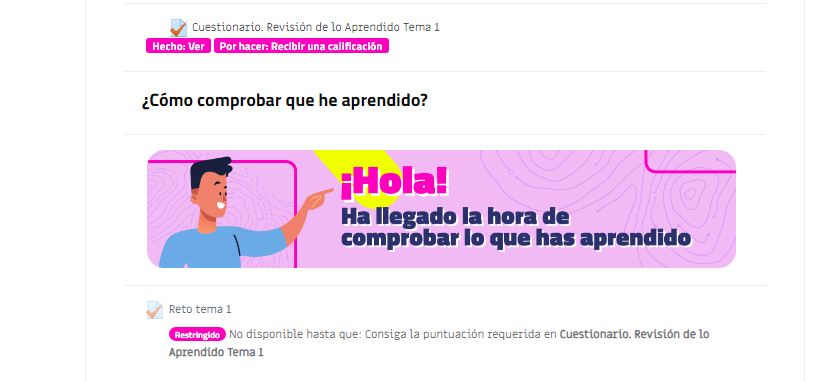 Cuestionario. Revisión de lo Aprendido Tema 1
Hecho: Ver Por hacer: Recibir una calificación
¿Cómo comprobar que he aprendido?
¡Hola!
Ha llegado la hora de
comprobar lo que has aprendido
Reto tema 1
Restringido No disponible hasta que: Consiga la puntuación requerida en Cuestionario. Revisión de lo
Aprendido Tema 1